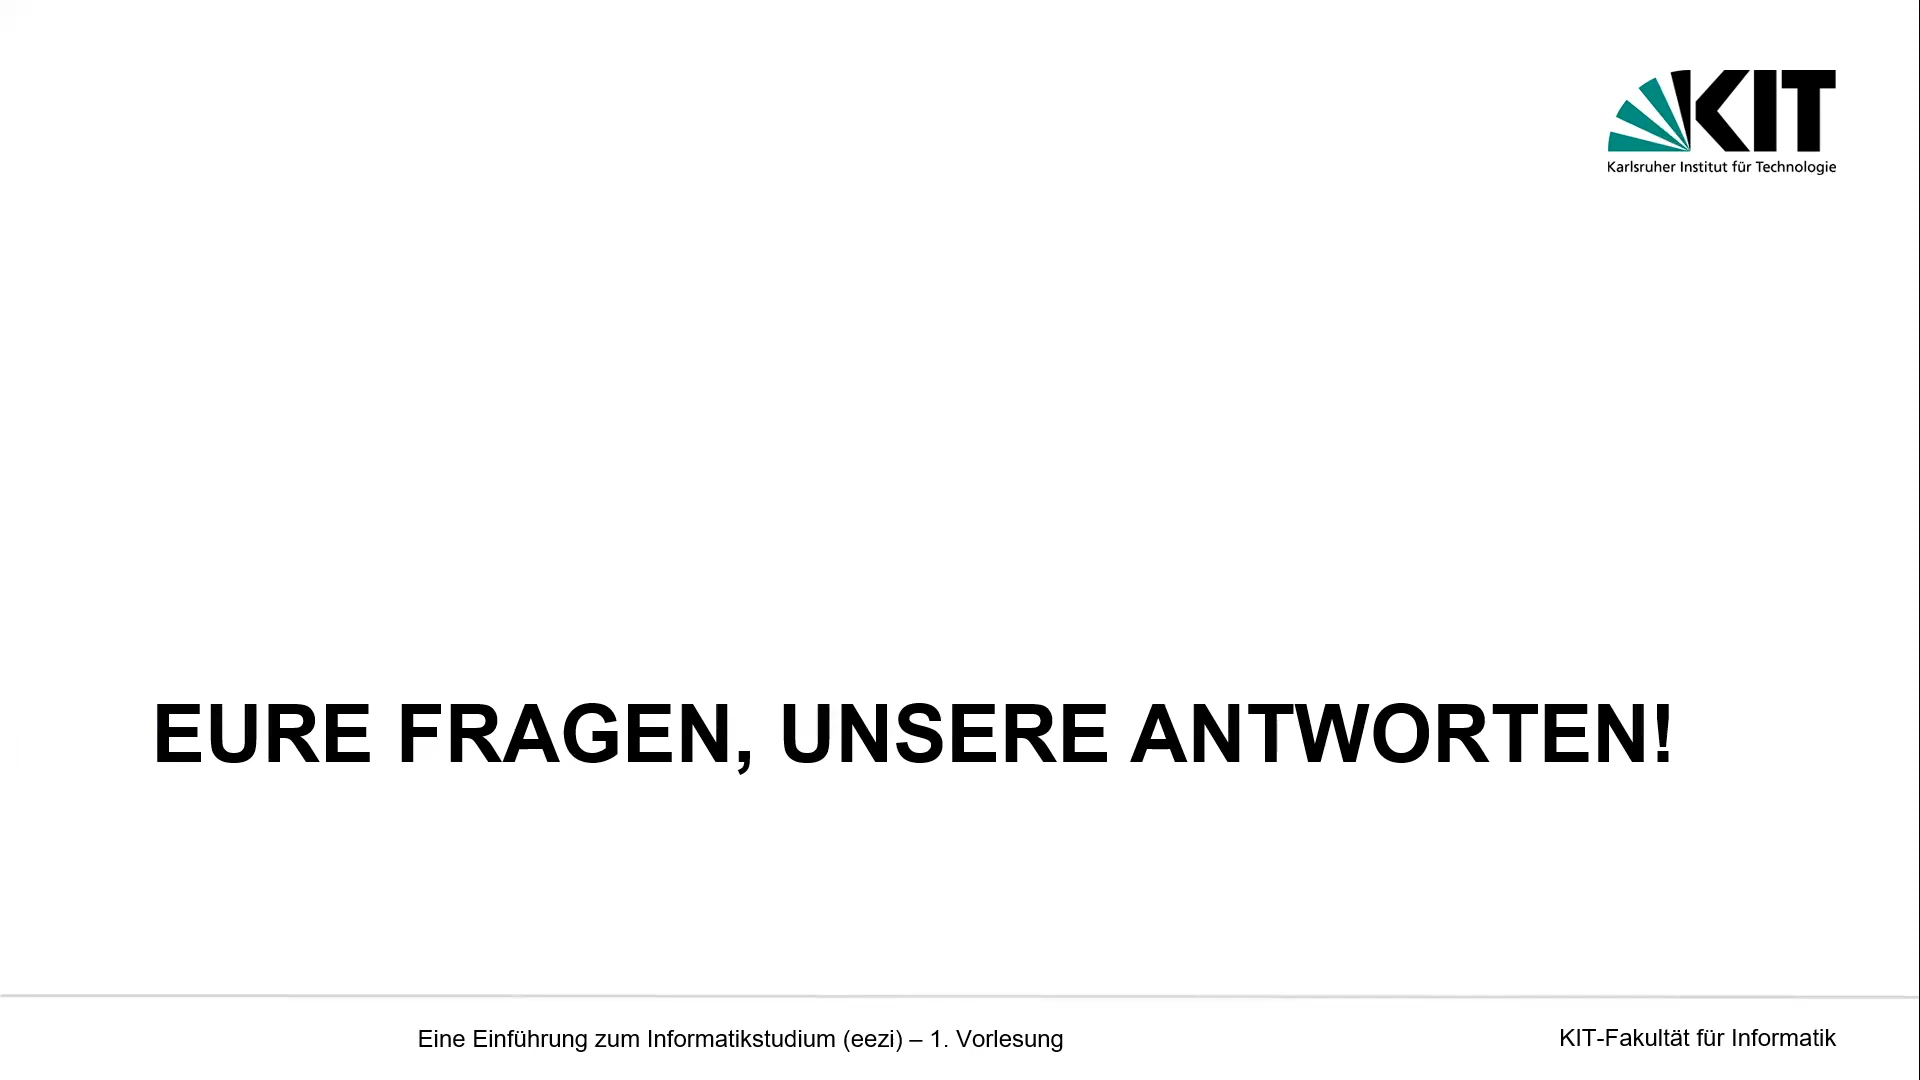 KIT
Karlsruher Institut für Technologie
EURE FRAGEN, UNSERE ANTWORTEN!
Eine Einführung zum Informatikstudium (eezi) – 1. Vorlesung
KIT-Fakultät für Informatik